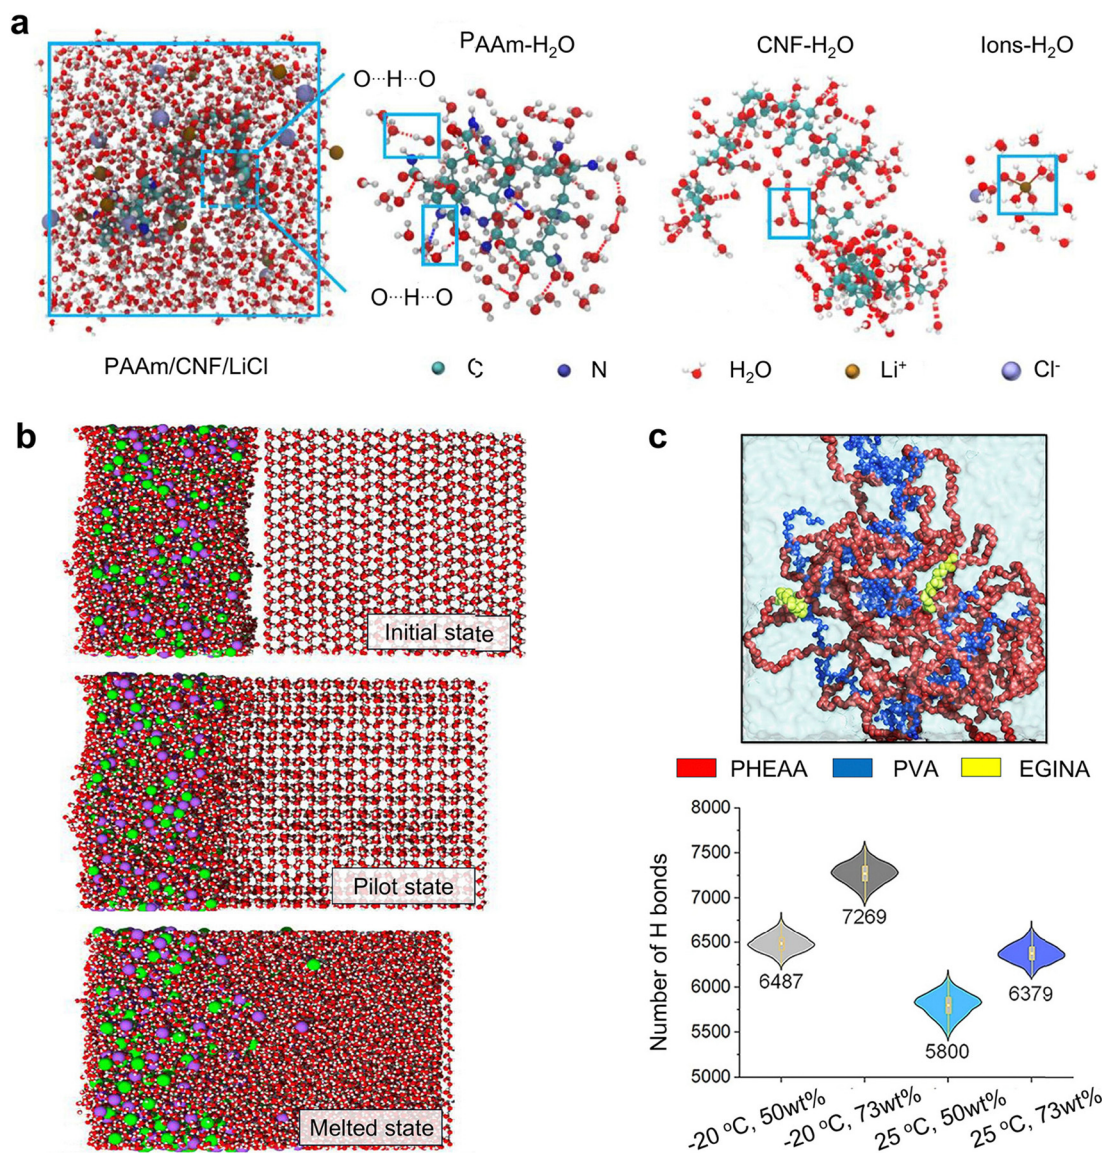 a
PAAm-H₂O
CNF-H₂O
Ions-H₂O
O···H···O
O···H···O
PAAm/CNF/LiCl
C
N
H₂O
Li⁺
Cl⁻
b
Initial state
Pilot state
Melted state
c
PHEAA
PVA
EGINA
Number of H bonds
8000
7500
7000
6500
6000
5500
5000
6487
7269
5800
6379
-20 °C, 50wt%
-20 °C, 73wt%
25 °C, 50wt%
25 °C, 73wt%